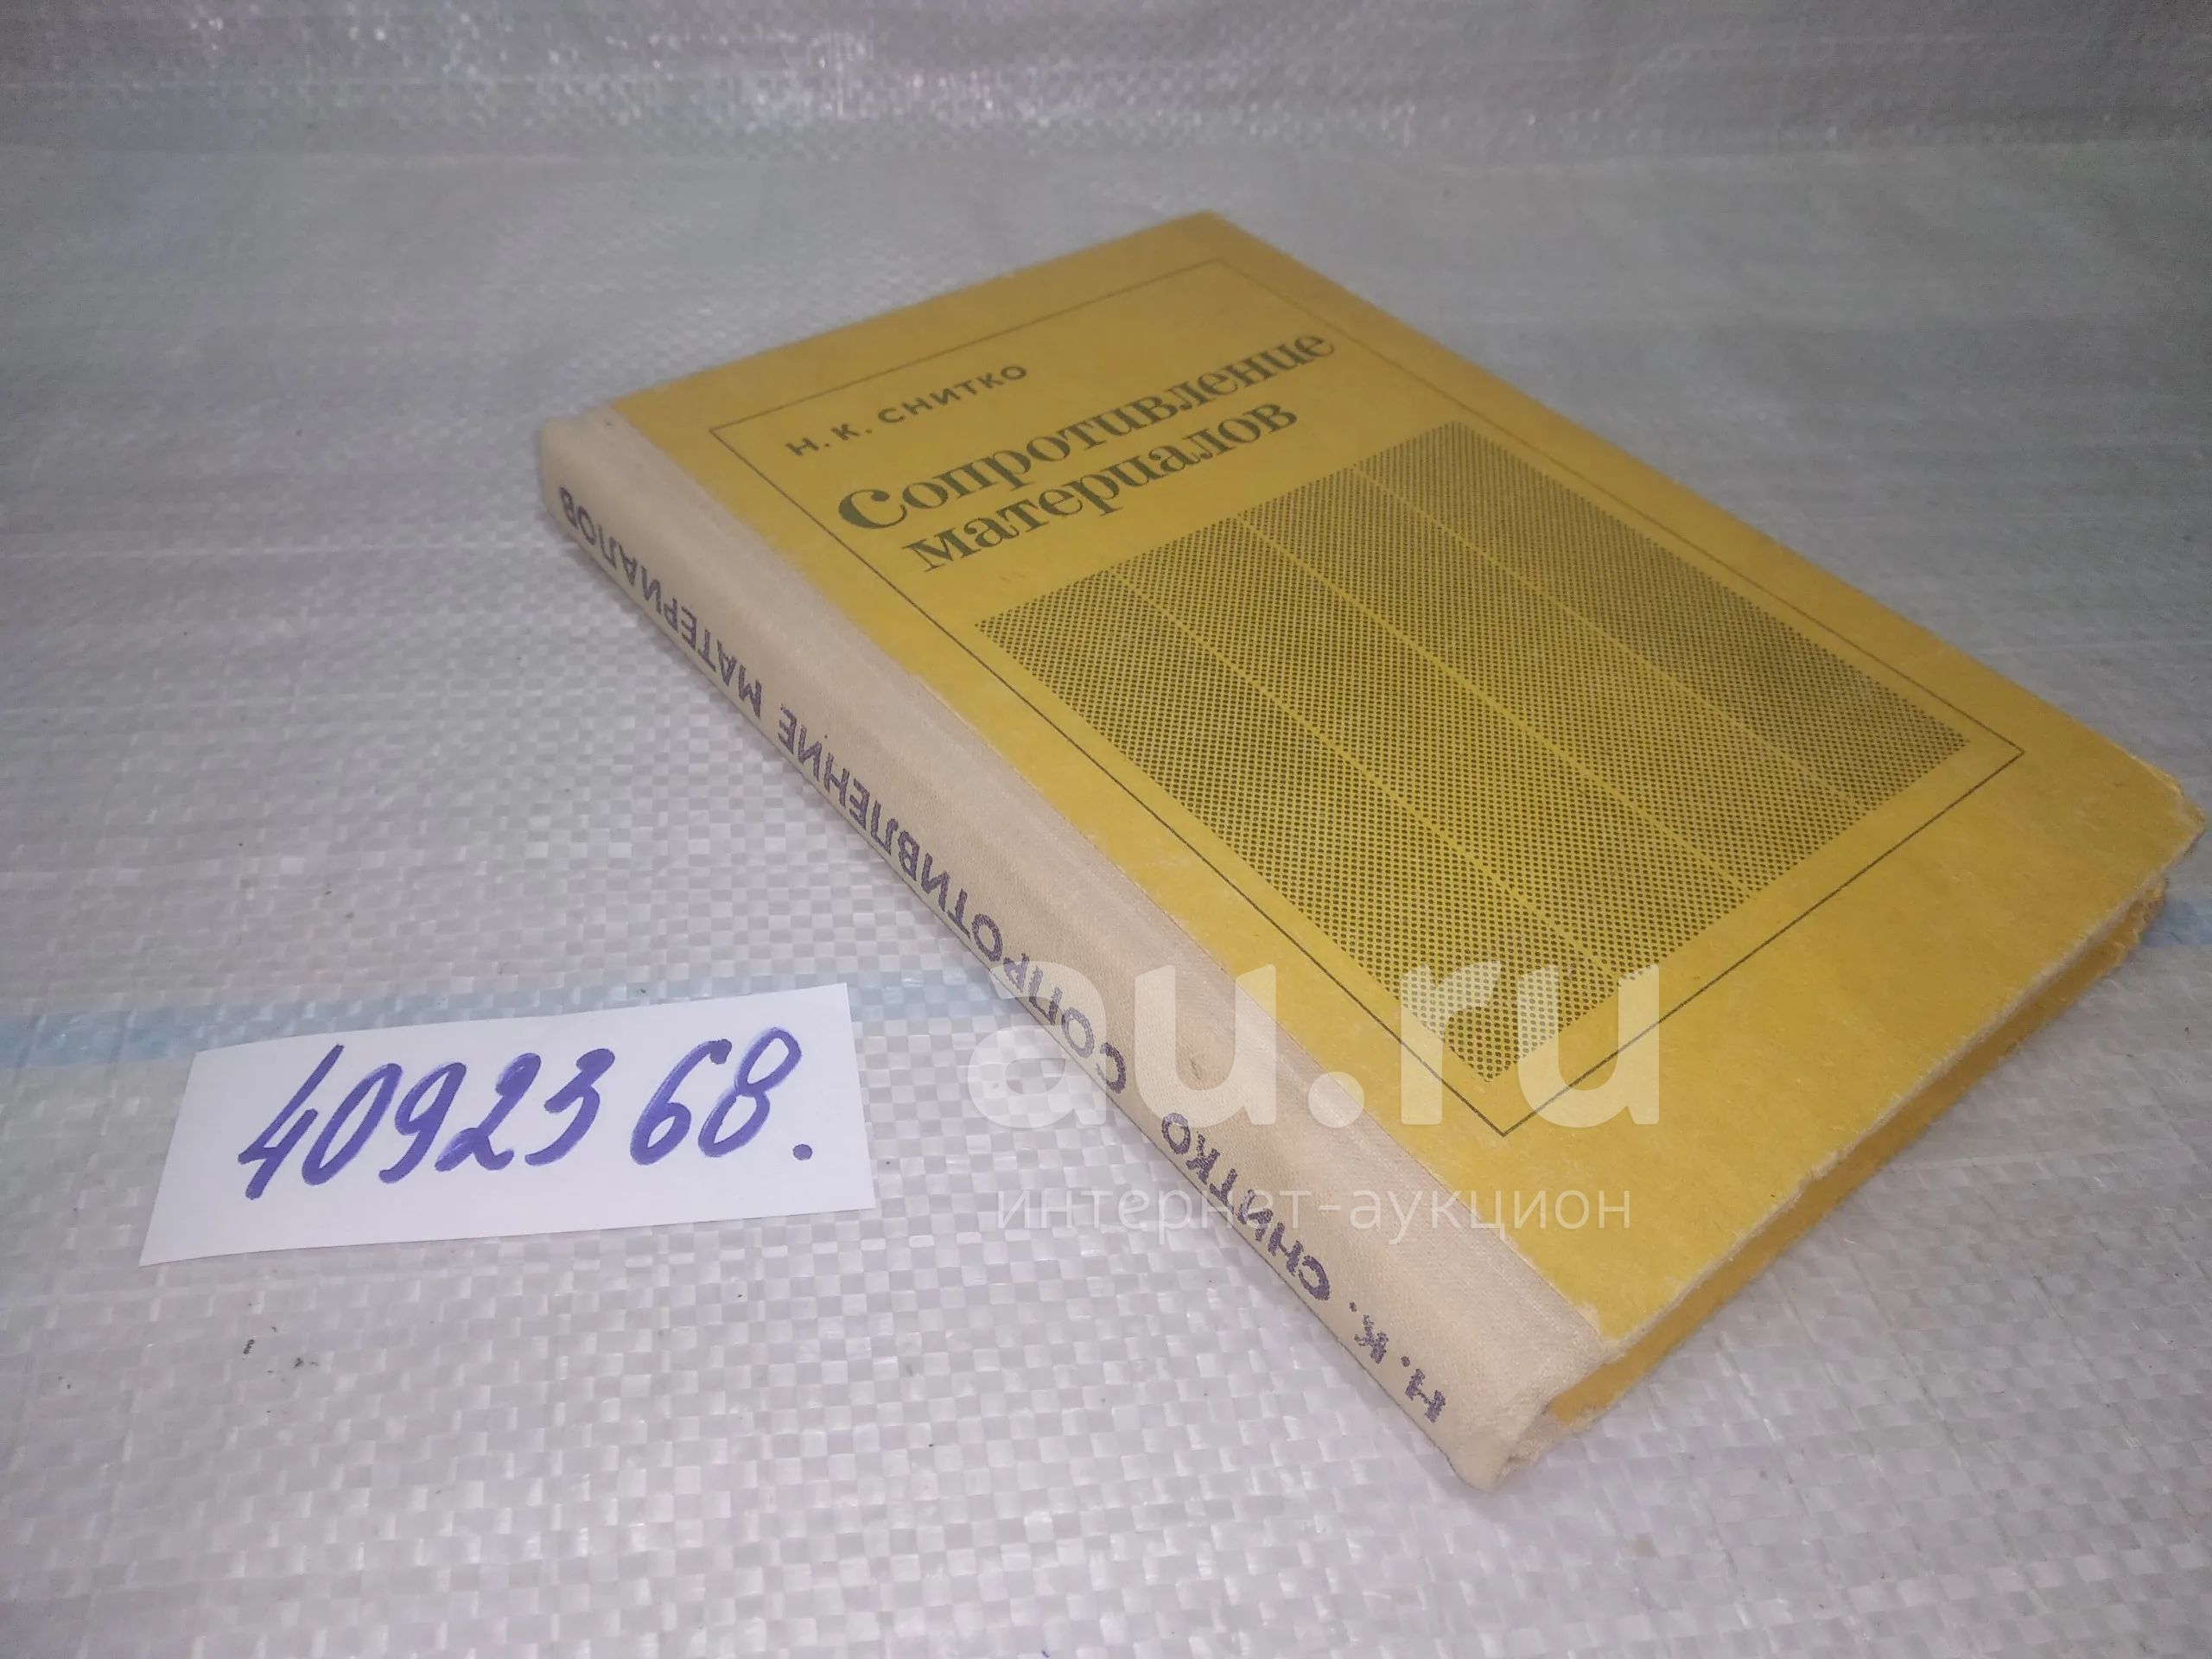 Н. К. СНИТКО
Сопротивление
материалов
Н. К. СНИТКО СОПРОТИВЛЕНИЕ МАТЕРИАЛОВ
4092368.
au.ru
интернет-аукцион